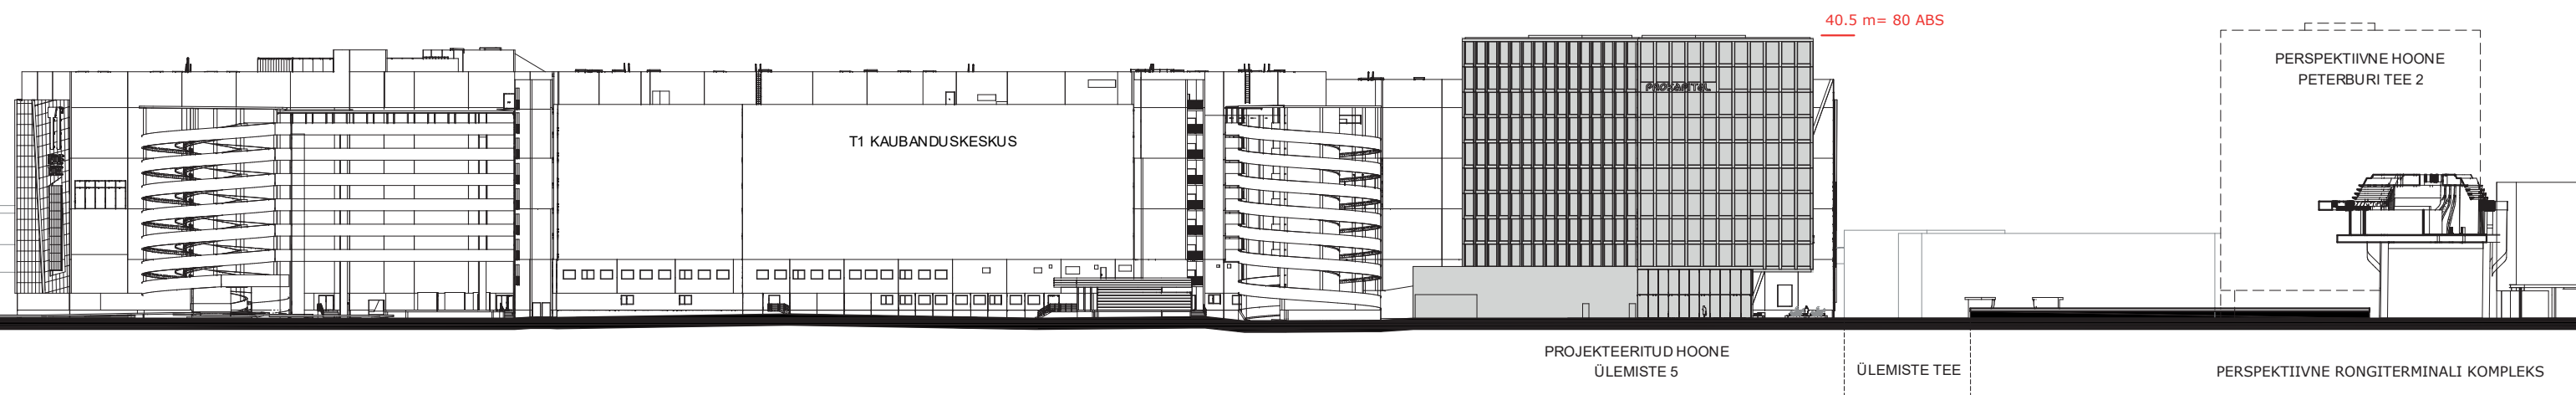 40.5 m= 80 ABS
PERSPEKTIIVNE HOONE
PETERBURI TEE 2
PROKAPITAL
T1 KAUBANDUSKESKUS
PROJEKTEERITUD HOONE
ÜLEMISTE 5
ÜLEMISTE TEE
PERSPEKTIIVNE RONGITERMINALI KOMPLEKS